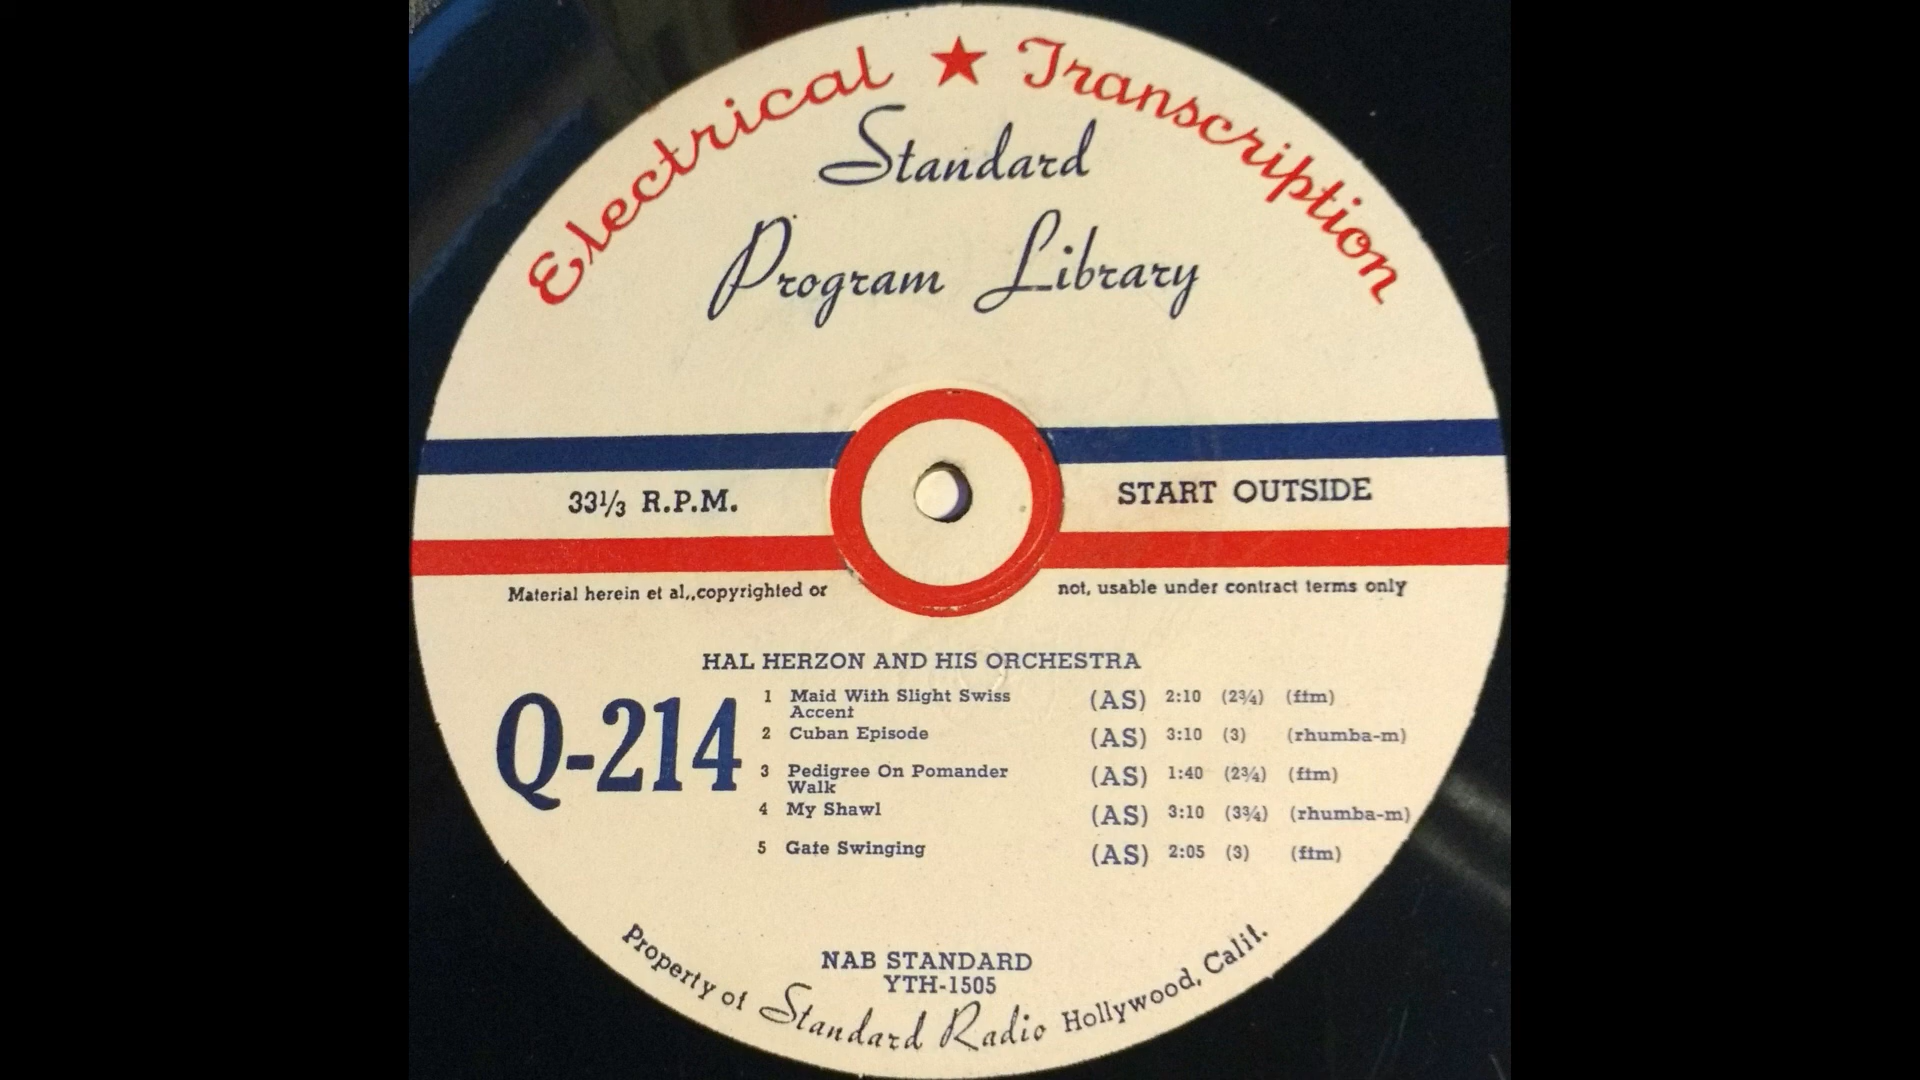 Electrical ★ Transcription
Standard
Program Library
33⅓ R.P.M. START OUTSIDE
Material herein et al,.copyrighted or not, usable under contract terms only
HAL HERZON AND HIS ORCHESTRA
Q-214
1 Maid With Slight Swiss Accent (AS) 2:10 (2¾) (ftm)
2 Cuban Episode (AS) 3:10 (3) (rhumba-m)
3 Pedigree On Pomander Walk (AS) 1:40 (2¾) (ftm)
4 My Shawl (AS) 3:10 (3¾) (rhumba-m)
5 Gate Swinging (AS) 2:05 (3) (ftm)
NAB STANDARD
YTH-1505
Property of Standard Radio Hollywood, Calif.